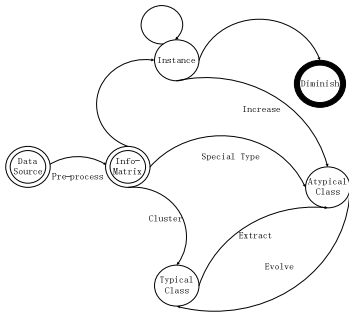 Instance
Diminish
Increase
Special Type
Data
Source
Pre-process
Info-
Matrix
Atypical
Class
Cluster
Extract
Evolve
Typical
Class